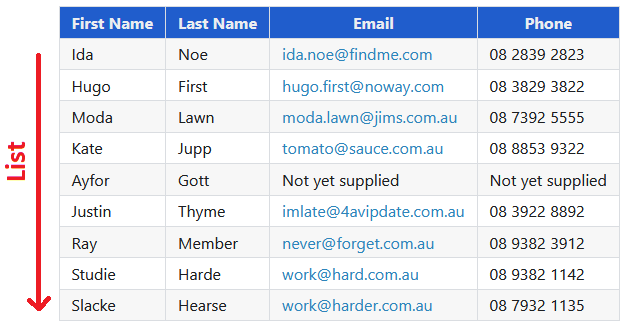 First Name Last Name Email Phone
Ida Noe ida.noe@findme.com 08 2839 2823
Hugo First hugo.first@noway.com 08 3829 3822
Moda Lawn moda.lawn@jims.com.au 08 7392 5555
Kate Jupp tomato@sauce.com.au 08 8853 9322
Ayfor Gott Not yet supplied Not yet supplied
Justin Thyme imlate@4avipdate.com.au 08 3922 8892
Ray Member never@forget.com.au 08 9382 3912
Studie Harde work@hard.com.au 08 9382 1142
Slacke Hearse work@harder.com.au 08 7932 1135
List